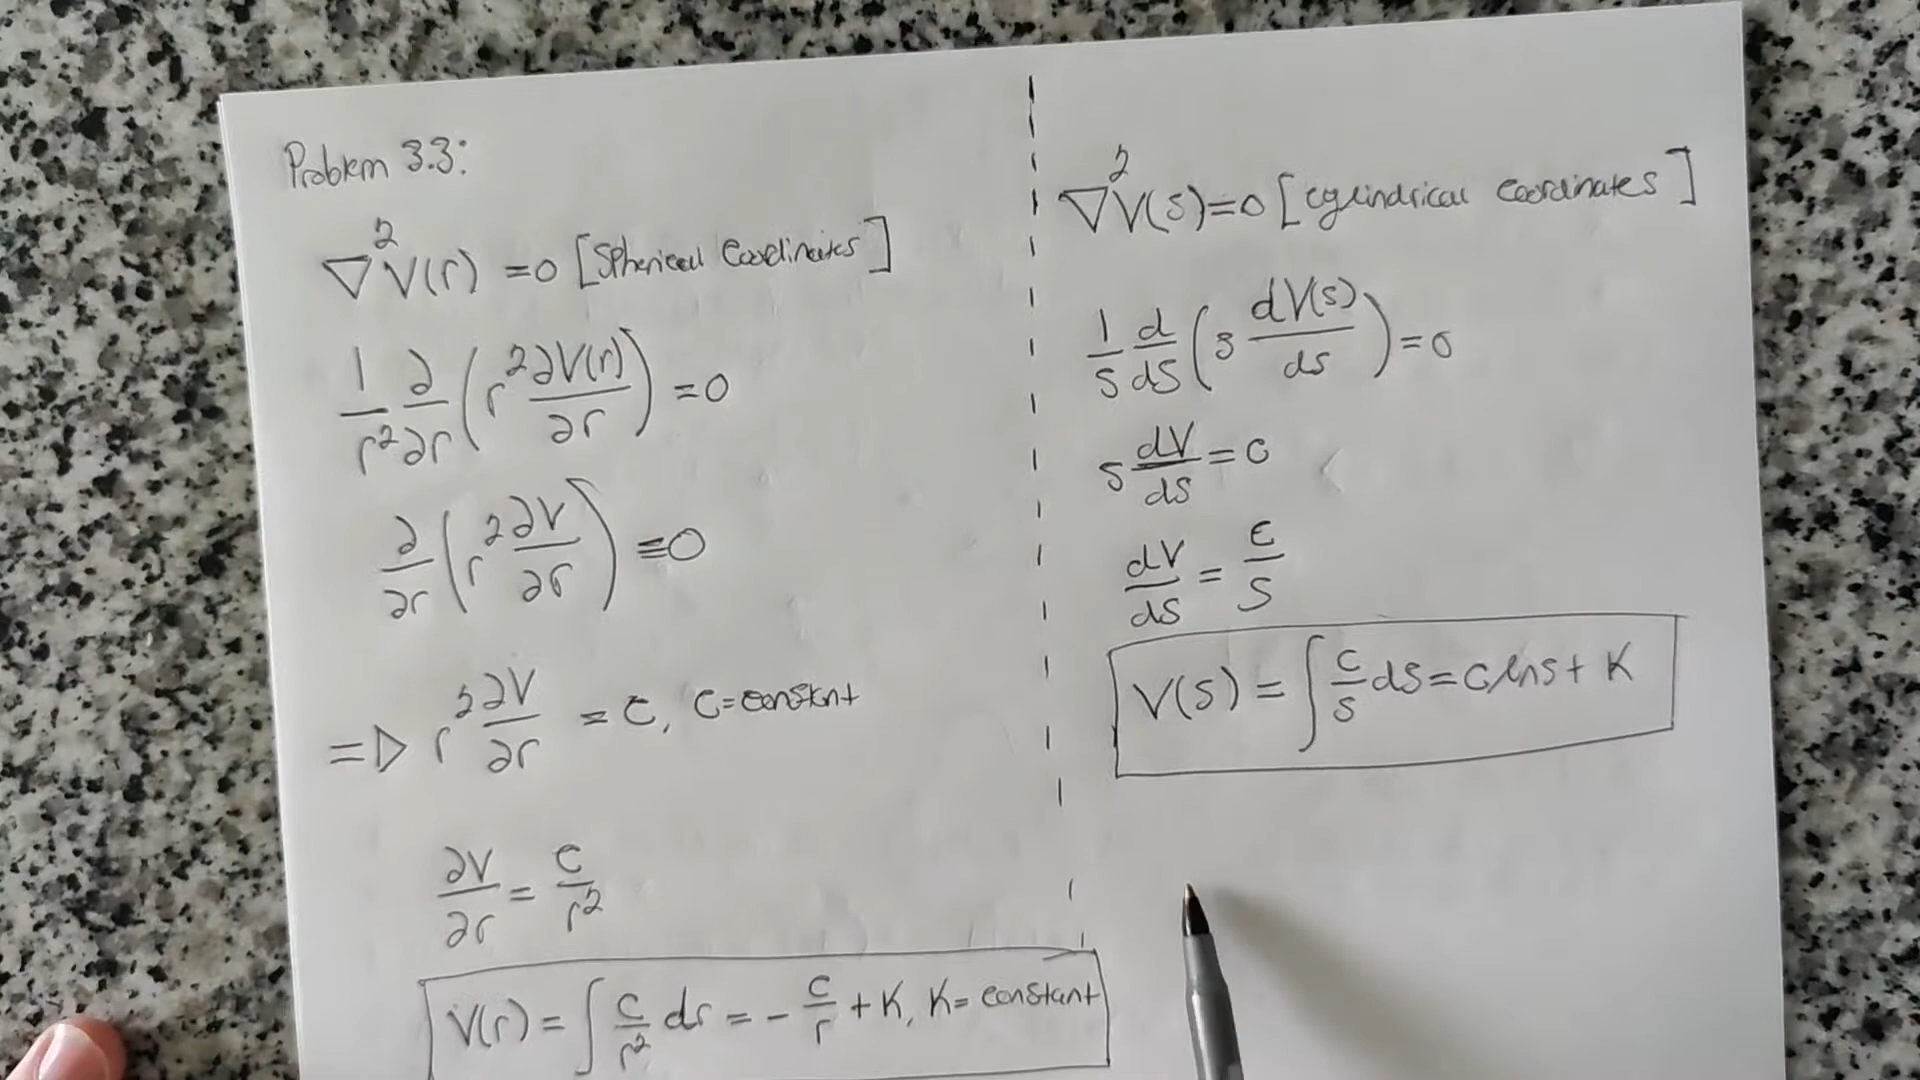 Problem 3.3:
∇²V(r) = 0 [Spherical Coordinates]
1/r² ∂/∂r (r² ∂V(r)/∂r) = 0
∂/∂r (r² ∂V/∂r) = 0
=> r² ∂V/∂r = C, C = constant
∂V/∂r = C/r²
V(r) = ∫ C/r² dr = - C/r + K, K = constant
∇²V(s) = 0 [cylindrical coordinates]
1/s d/ds (s dV(s)/ds) = 0
s dV/ds = C
dV/ds = C/s
V(s) = ∫ C/s ds = C ln s + K